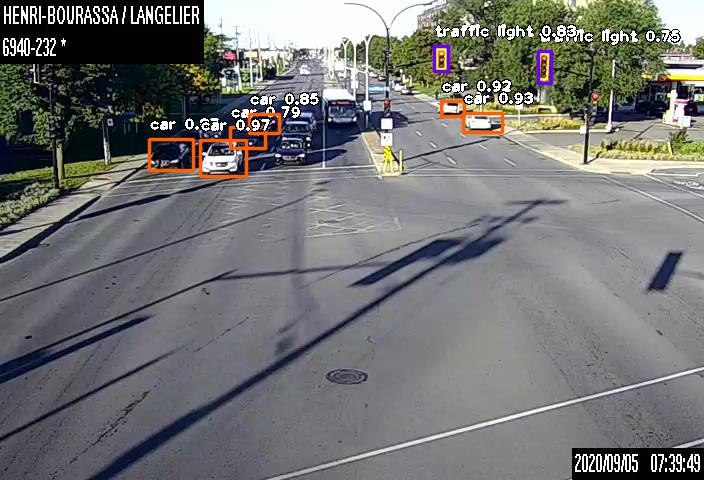 HENRI-BOURASSA / LANGELIER
6940-232 *
traffic light 0.83
traffic light 0.75
car 0.92
car 0.93
car 0.85
0.79
car 0.97
car
2020/09/05 07:39:49